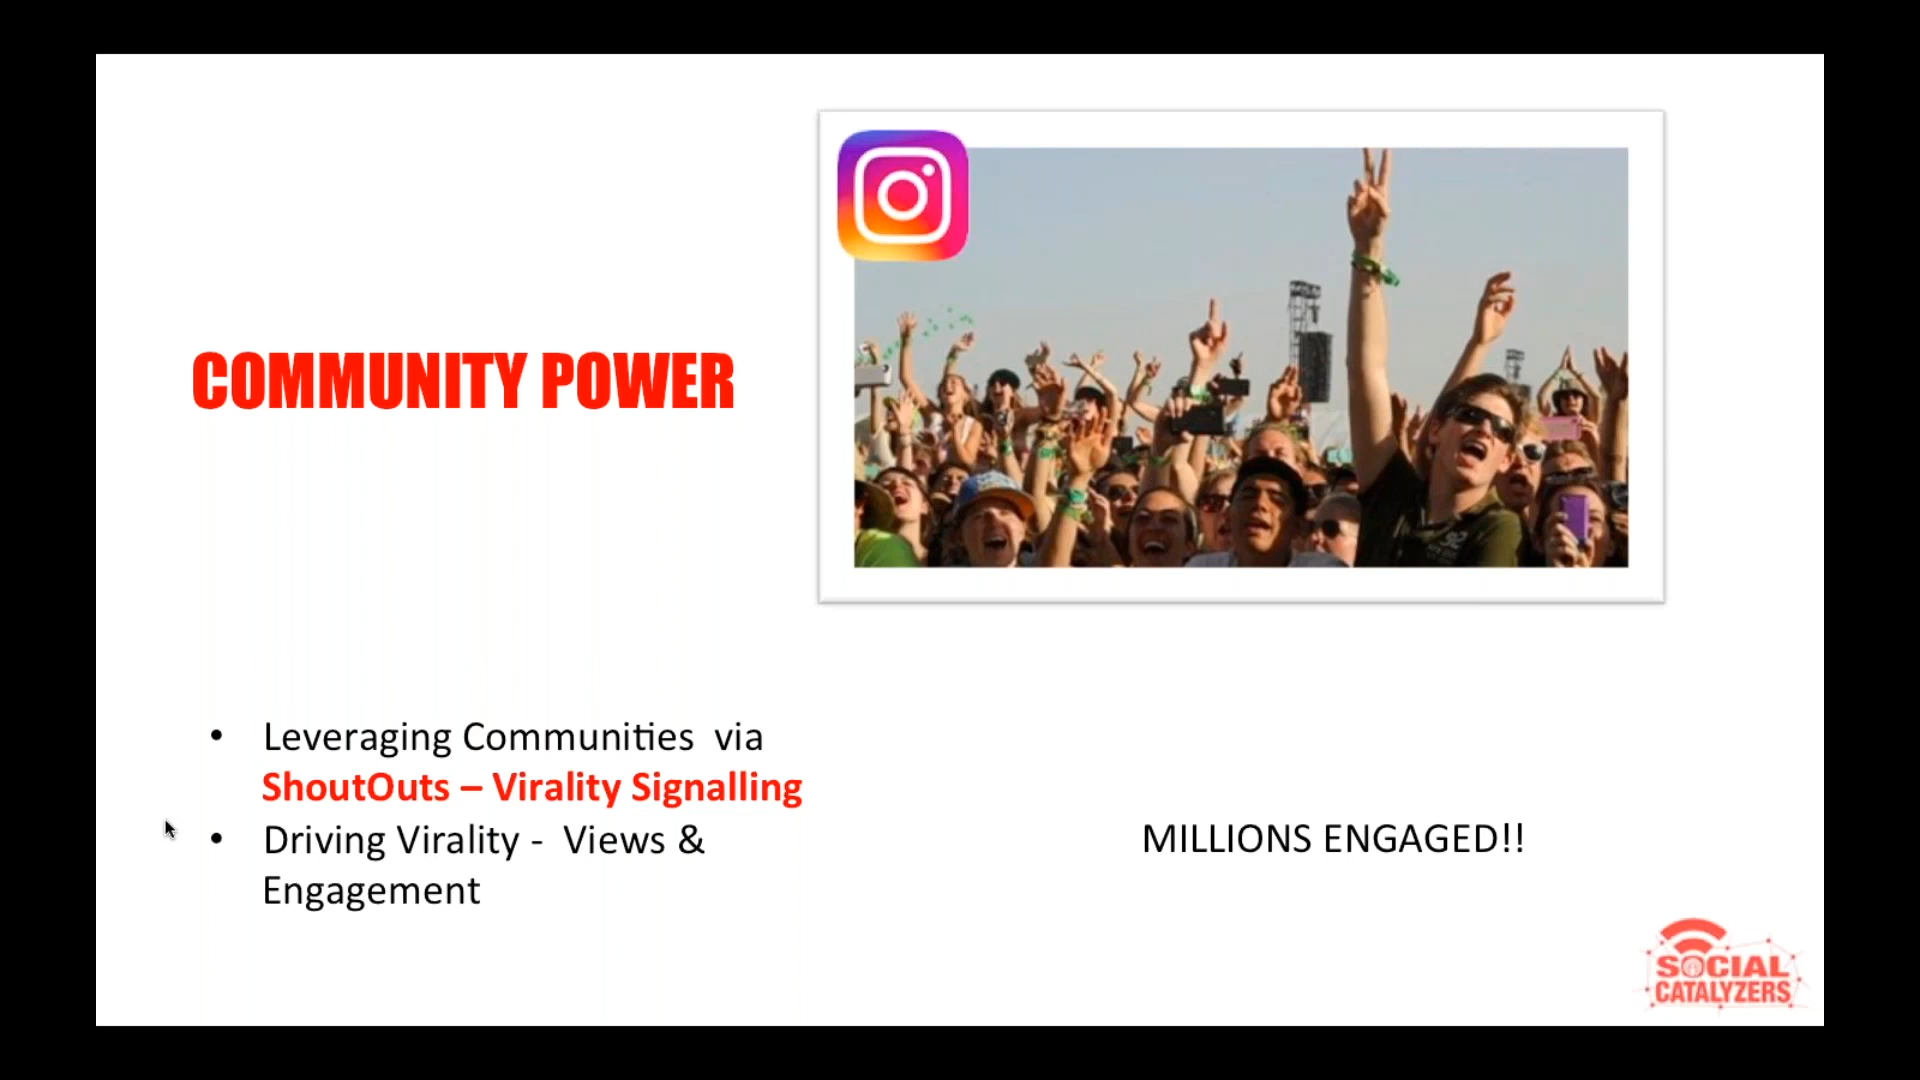 COMMUNITY POWER
• Leveraging Communities via
ShoutOuts – Virality Signalling
• Driving Virality - Views &
Engagement
MILLIONS ENGAGED!!
SOCIAL
CATALYZERS